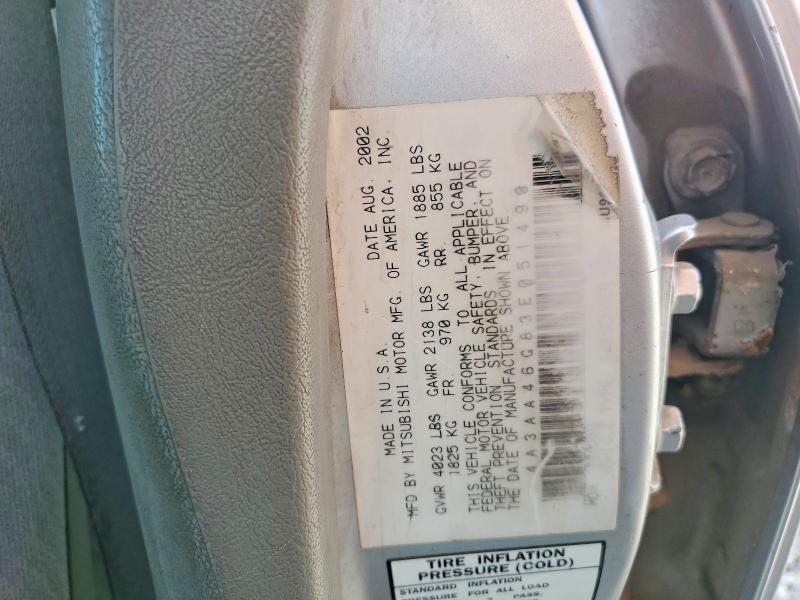 MADE IN U.S.A. DATE AUG. 2002
MFD BY MITSUBISHI MOTOR MFG. OF AMERICA, INC.
GVWR 4023 LBS GAWR 2138 LBS GAWR 1885 LBS
1825 KG FR. 970 KG RR. 855 KG
THIS VEHICLE CONFORMS TO ALL APPLICABLE
FEDERAL MOTOR VEHICLE SAFETY, BUMPER, AND
THEFT PREVENTION STANDARDS IN EFFECT ON
THE DATE OF MANUFACTURE SHOWN ABOVE
4A3AA46G83E051490
TIRE INFLATION
PRESSURE (COLD)
STANDARD INFLATION
PRESSURE FOR ALL LOAD
PASS.